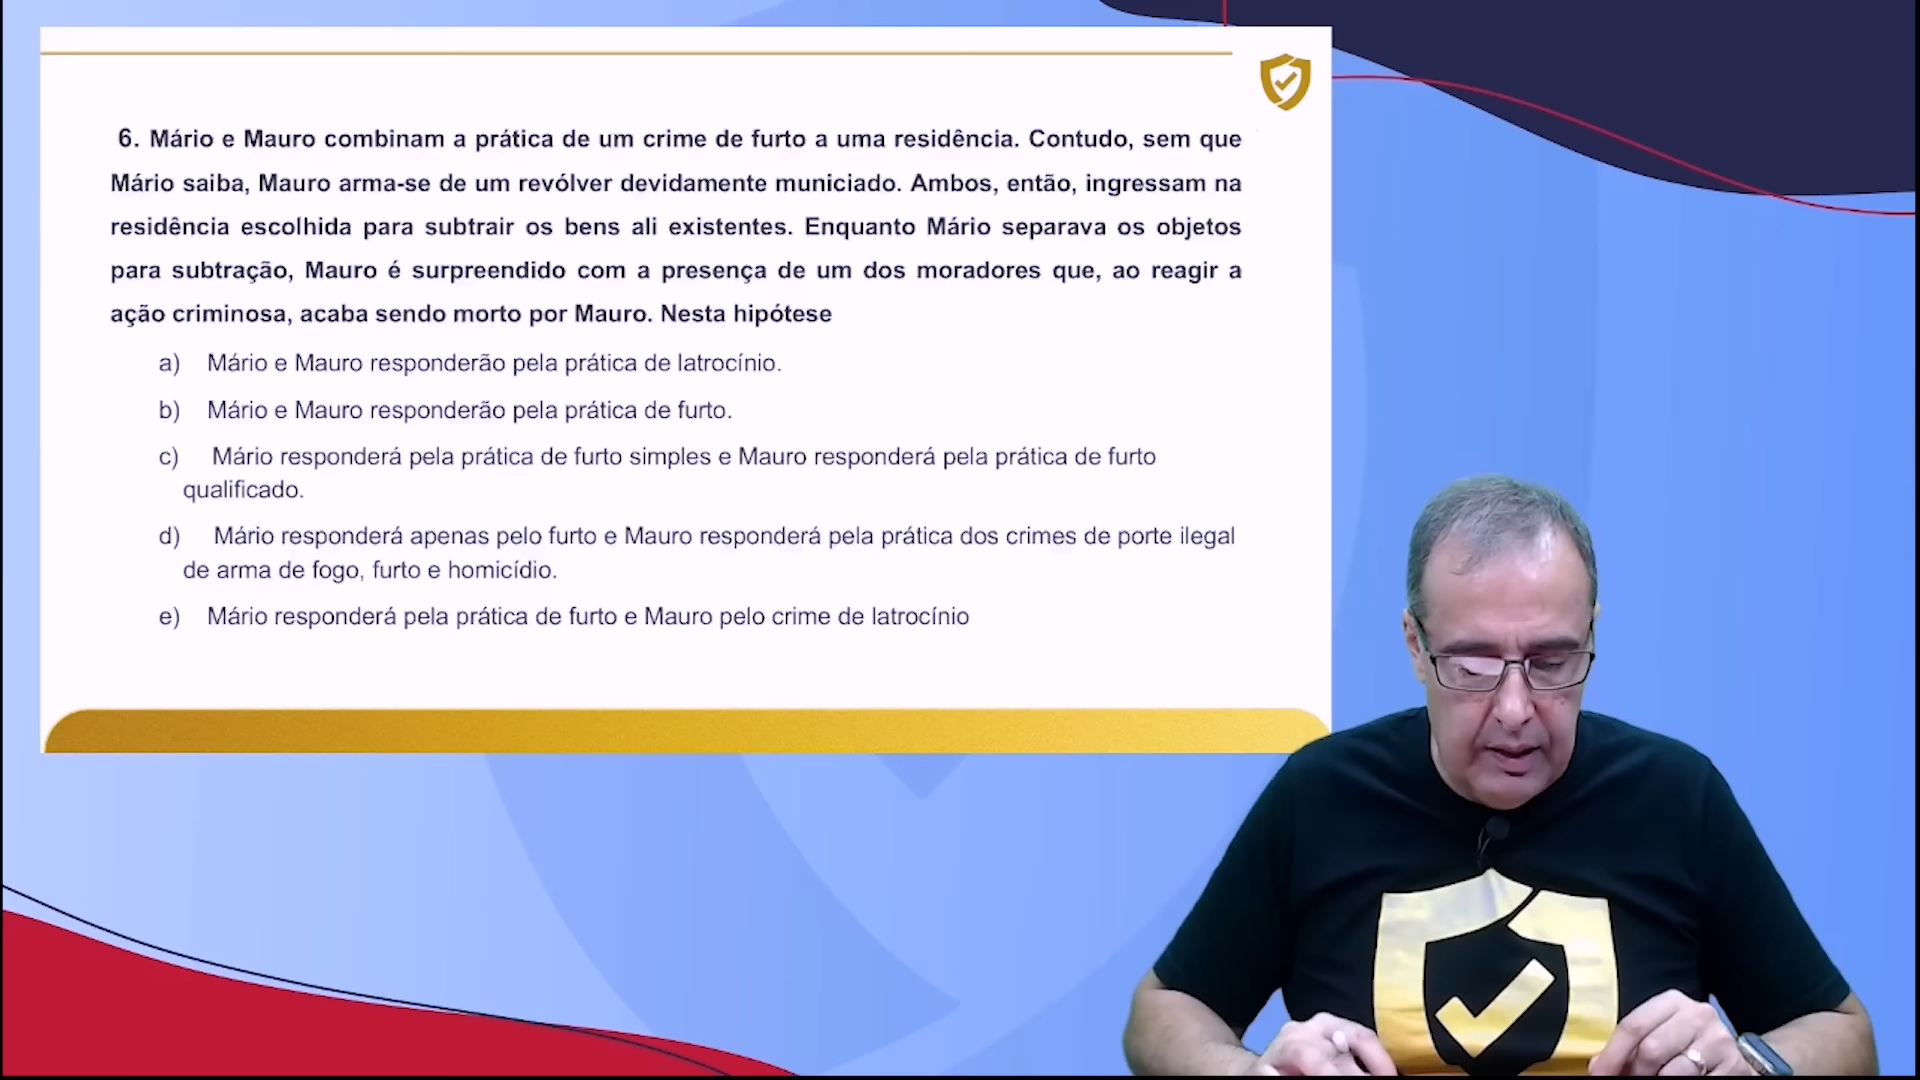 6. Mário e Mauro combinam a prática de um crime de furto a uma residência. Contudo, sem que
Mário saiba, Mauro arma-se de um revólver devidamente municiado. Ambos, então, ingressam na
residência escolhida para subtrair os bens ali existentes. Enquanto Mário separava os objetos
para subtração, Mauro é surpreendido com a presença de um dos moradores que, ao reagir a
ação criminosa, acaba sendo morto por Mauro. Nesta hipótese
a) Mário e Mauro responderão pela prática de latrocínio.
b) Mário e Mauro responderão pela prática de furto.
c) Mário responderá pela prática de furto simples e Mauro responderá pela prática de furto
qualificado.
d) Mário responderá apenas pelo furto e Mauro responderá pela prática dos crimes de porte ilegal
de arma de fogo, furto e homicídio.
e) Mário responderá pela prática de furto e Mauro pelo crime de latrocínio